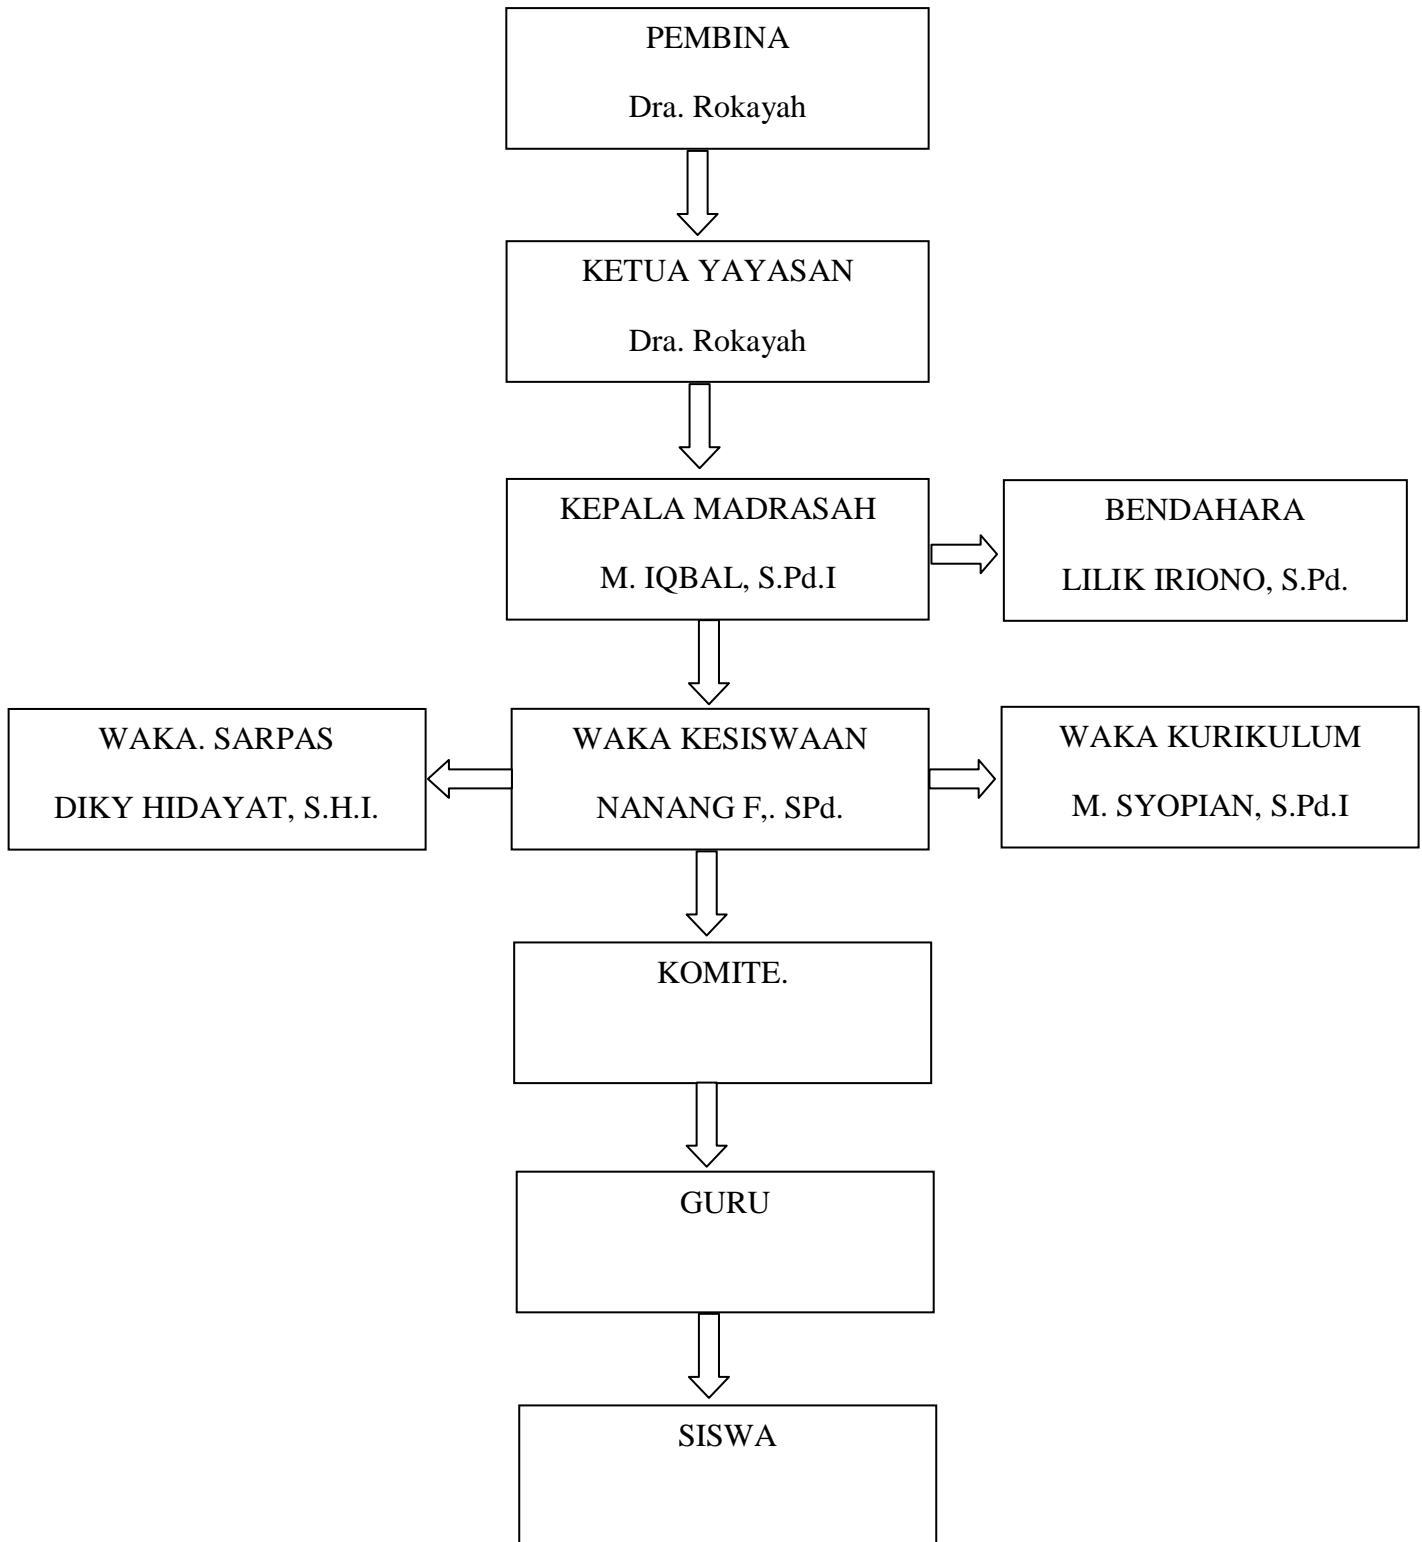 PEMBINA
Dra. Rokayah
KETUA YAYASAN
Dra. Rokayah
KEPALA MADRASAH
M. IQBAL, S.Pd.I
BENDAHARA
LILIK IRIONO, S.Pd.
WAKA. SARPAS
DIKY HIDAYAT, S.H.I.
WAKA KESISWAAN
NANANG F,. SPd.
WAKA KURIKULUM
M. SYOPIAN, S.Pd.I
KOMITE.
GURU
SISWA